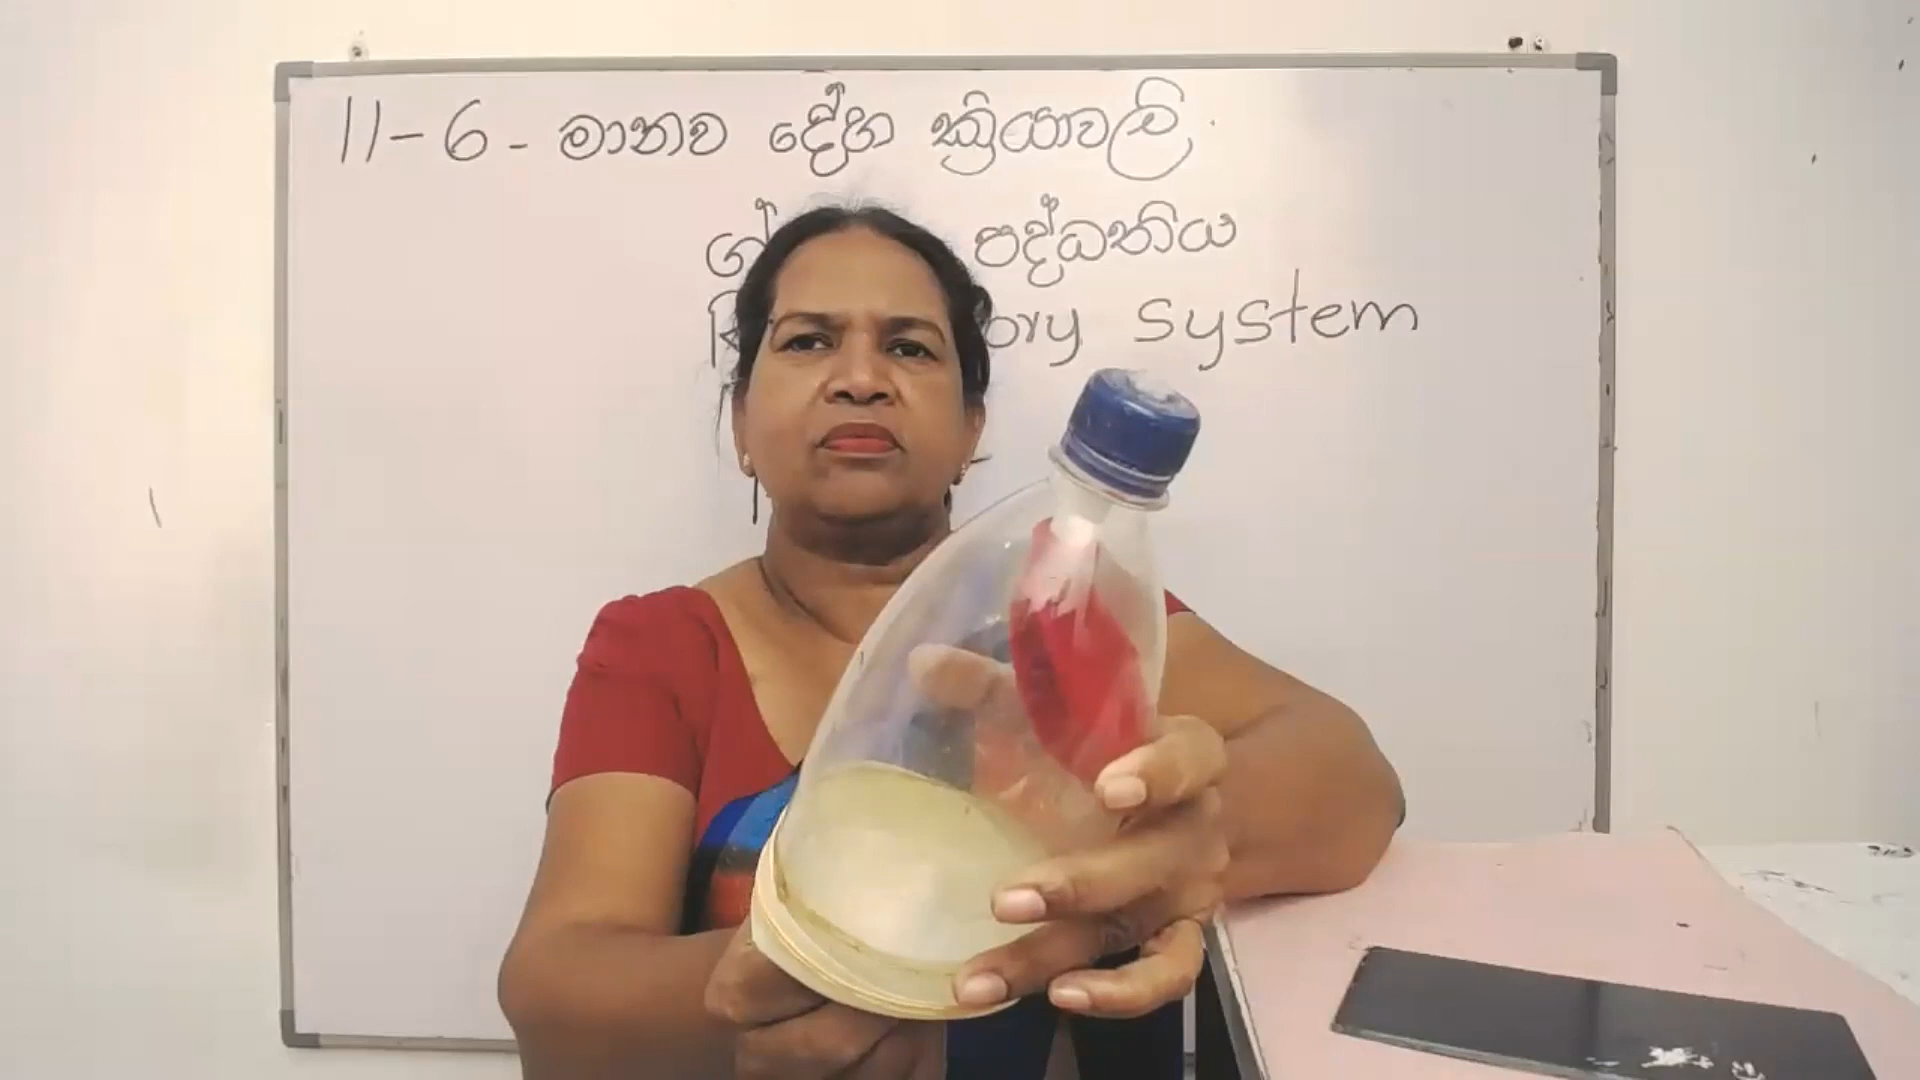 11-6 - මානව දේහ ක්‍රියාවලි.
පද්ධතිය
system